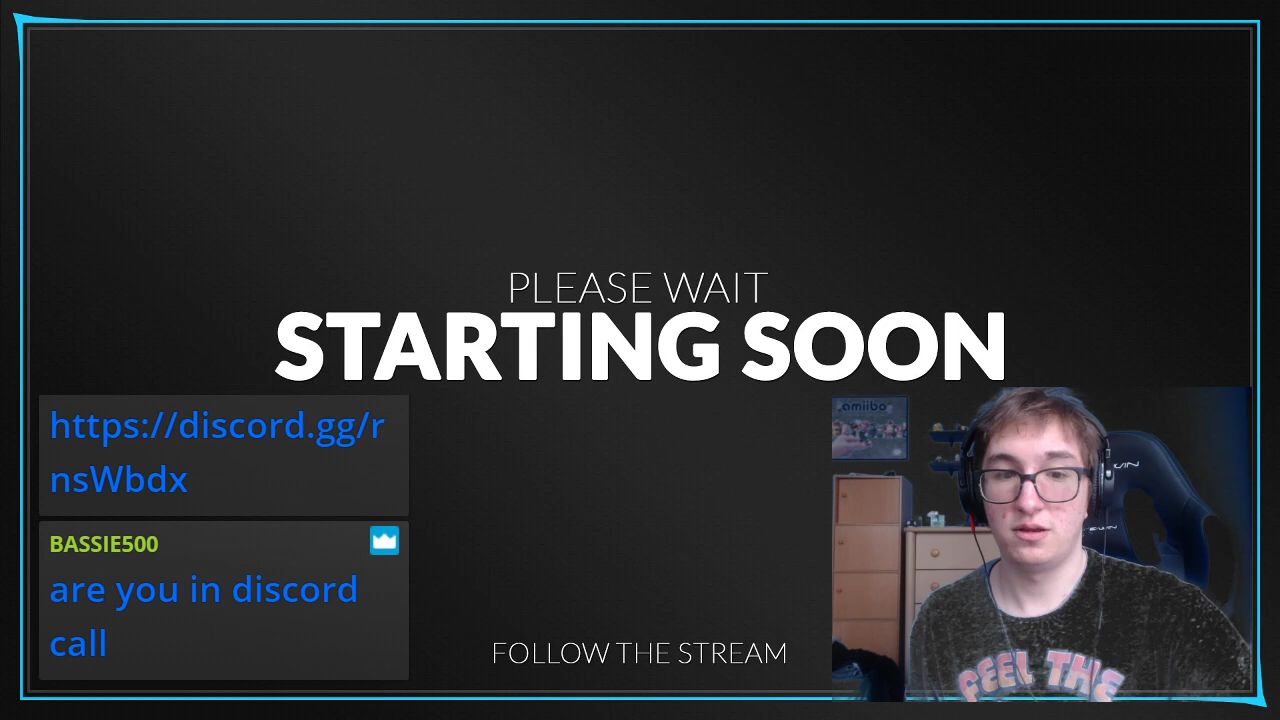 PLEASE WAIT
STARTING SOON
https://discord.gg/r
nsWbdx
BASSIE500
are you in discord
call
FOLLOW THE STREAM
amiibo
WIN
FEEL THE